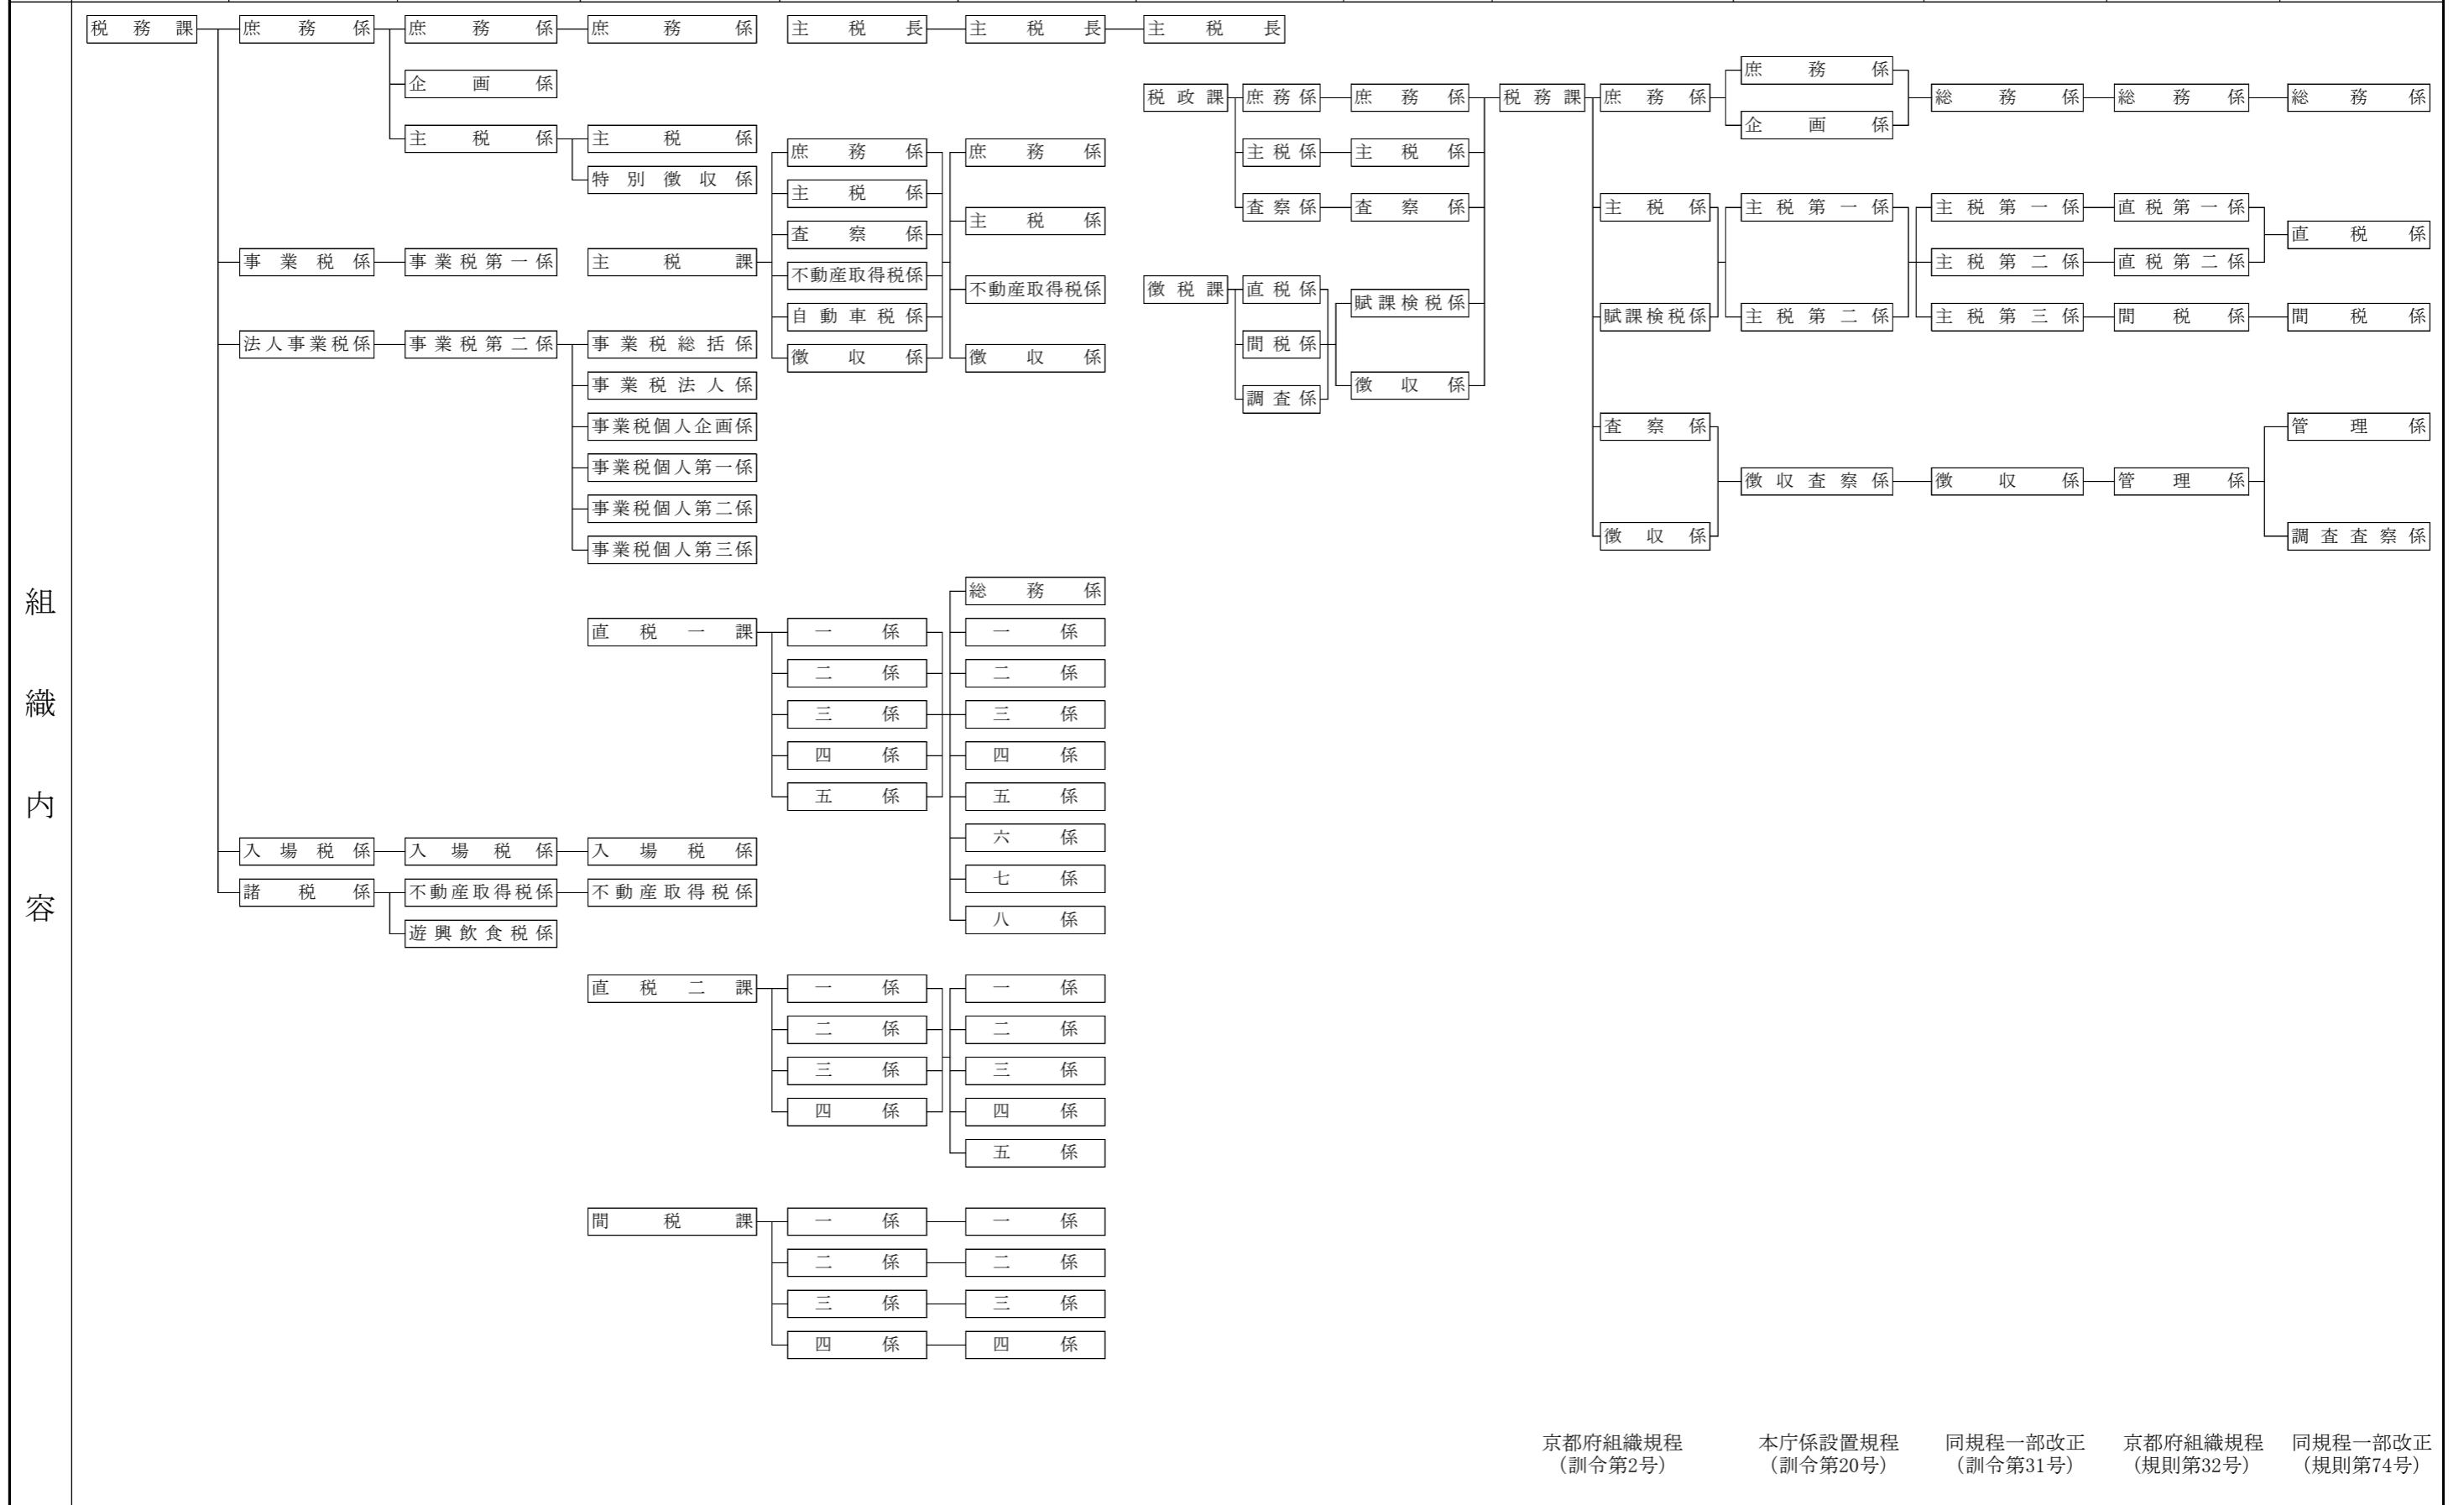 組織内容
税務課 庶務係 庶務係 庶務係 主税長 主税長 主税長
企画係 庶務係
税政課 庶務係 庶務係 税務課 庶務係 総務係 総務係 総務係
主税係 主税係 企画係
庶務係 庶務係 主税係 主税係
特別徴収係
主税係 査察係 査察係 主税係 主税第一係 主税第一係 直税第一係
主税係
査察係 直税係
事業税係 事業税第一係 主税課 主税第二係 直税第二係
不動産取得税係 不動産取得税係 徴税課 直税係
賦課検税係
自動車税係 賦課検税係 主税第二係 主税第三係 間税係 間税係
法人事業税係 事業税第二係 事業税総括係 間税係
徴収係 徴収係
事業税法人係 徴収係
調査係
事業税個人企画係 査察係 管理係
事業税個人第一係
徴収査察係 徴収係 管理係
事業税個人第二係
徴収係 調査査察係
事業税個人第三係
総務係
直税一課 一係 一係
二係 二係
三係 三係
四係 四係
五係 五係
六係
入場税係 入場税係 入場税係
七係
諸税係 不動産取得税係 不動産取得税係
八係
遊興飲食税係
直税二課 一係 一係
二係 二係
三係 三係
四係 四係
五係
間税課 一係 一係
二係 二係
三係 三係
四係 四係
京都府組織規程 本庁係設置規程 同規程一部改正 京都府組織規程 同規程一部改正
（訓令第2号） （訓令第20号） （訓令第31号） （規則第32号） （規則第74号）